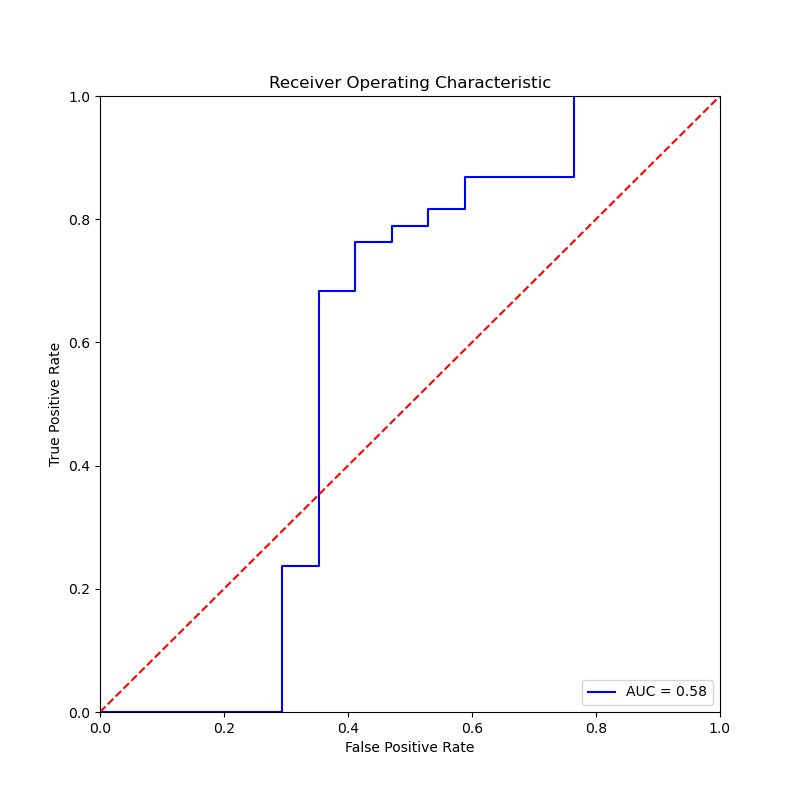 Receiver Operating Characteristic
1.0
0.8
0.6
0.4
0.2
0.0
True Positive Rate
AUC = 0.58
0.0 0.2 0.4 0.6 0.8 1.0
False Positive Rate